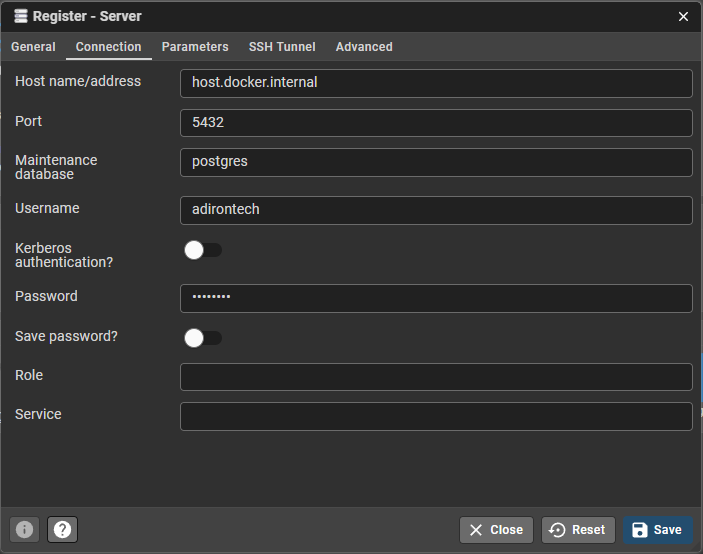 Register - Server
General Connection Parameters SSH Tunnel Advanced
Host name/address host.docker.internal
Port 5432
Maintenance
database postgres
Username adirontech
Kerberos
authentication?
Password ••••••••
Save password?
Role
Service
Close Reset Save